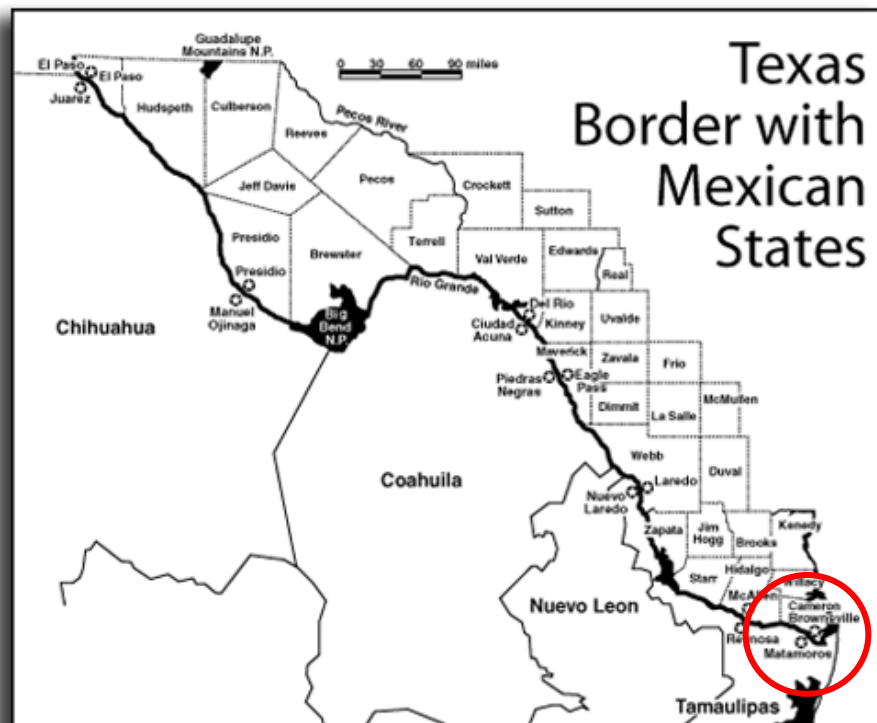 Texas
Border with
Mexican
States
Guadalupe
Mountains N.P.
0 30 60 90 miles
El Paso
El Paso
Juarez
Hudspeth
Culberson
Reeves
Pecos River
Jeff Davie
Pecos
Crockett
Sutton
Presidio
Brewster
Terrell
Val Verde
Edwards
Real
Presidio
Manuel
Ojinaga
Big
Bend
N.P.
Rio Grande
Del Rio
Ciudad
Acuna
Kinney
Uvalde
Chihuahua
Maverick
Zavala
Frio
Piedras
Negras
Eagle
Pass
Dimmit
La Salle
McMullen
Coahuila
Webb
Duval
Laredo
Nuevo
Laredo
Zapata
Jim
Hogg
Brooks
Kenedy
Starr
Hidalgo
Willacy
Nuevo Leon
McAllen
Cameron
Brownsville
Reynosa
Matamoros
Tamaulipas